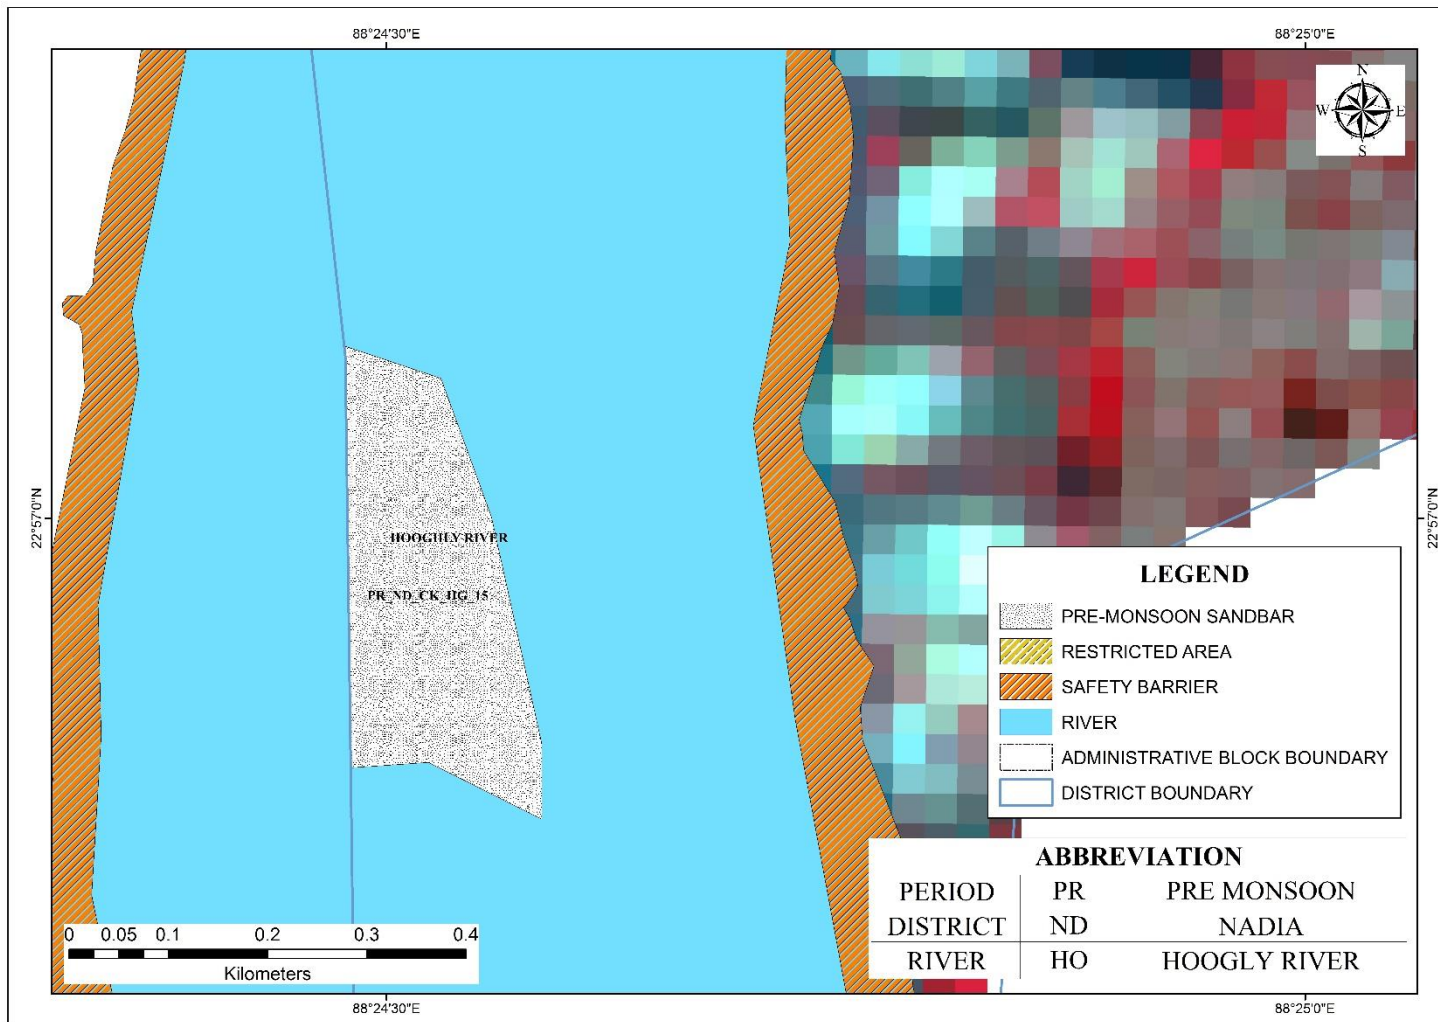 88°24'30"E
88°25'0"E
N
W E
S
22°57'0"N
22°57'0"N
HOOGHLY RIVER
PR_ND_CK_HG_15
LEGEND
PRE-MONSOON SANDBAR
RESTRICTED AREA
SAFETY BARRIER
RIVER
ADMINISTRATIVE BLOCK BOUNDARY
DISTRICT BOUNDARY
ABBREVIATION
PERIOD PR PRE MONSOON
DISTRICT ND NADIA
RIVER HO HOOGLY RIVER
0 0.05 0.1 0.2 0.3 0.4
Kilometers
88°24'30"E
88°25'0"E